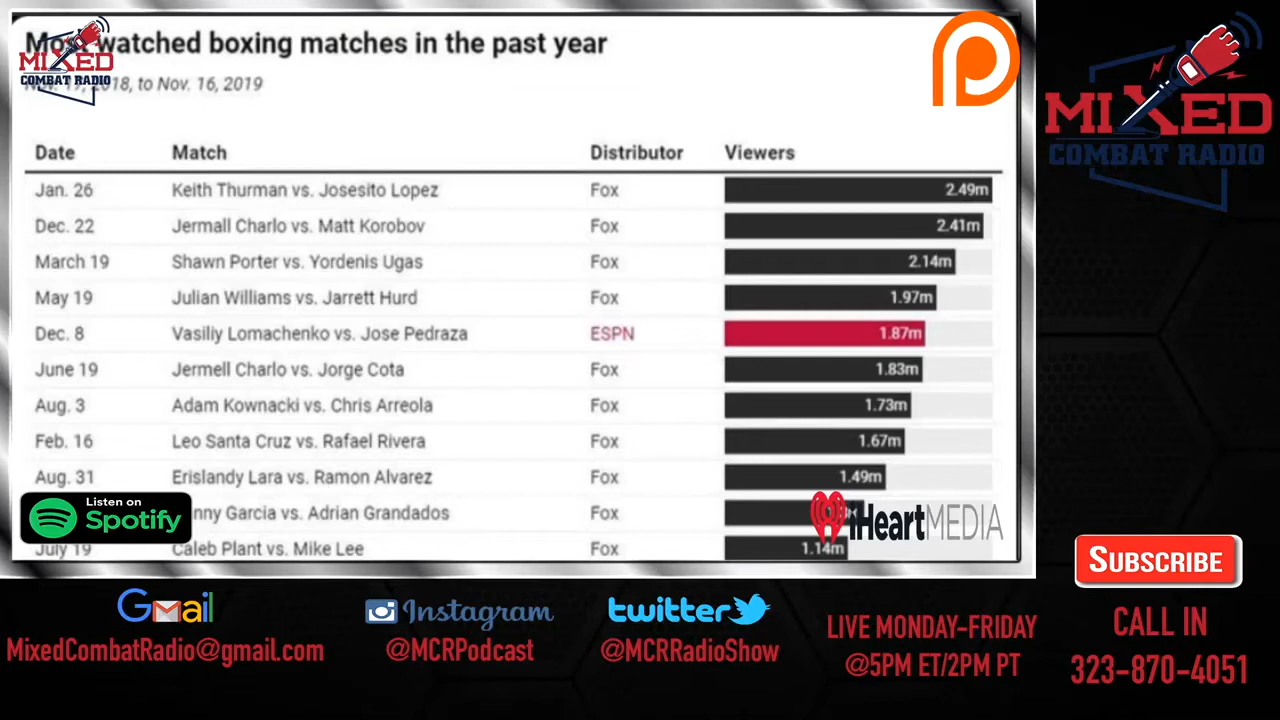 Most watched boxing matches in the past year
2018, to Nov. 16, 2019
MIXED
COMBAT RADIO
MIXED
COMBAT RADIO
Date Match Distributor Viewers
Jan. 26 Keith Thurman vs. Josesito Lopez Fox 2.49m
Dec. 22 Jermall Charlo vs. Matt Korobov Fox 2.41m
March 19 Shawn Porter vs. Yordenis Ugas Fox 2.14m
May 19 Julian Williams vs. Jarrett Hurd Fox 1.97m
Dec. 8 Vasiliy Lomachenko vs. Jose Pedraza ESPN 1.87m
June 19 Jermell Charlo vs. Jorge Cota Fox 1.83m
Aug. 3 Adam Kownacki vs. Chris Arreola Fox 1.73m
Feb. 16 Leo Santa Cruz vs. Rafael Rivera Fox 1.67m
Aug. 31 Erislandy Lara vs. Ramon Alvarez Fox 1.49m
Listen on
Spotify
nny Garcia vs. Adrian Grandados Fox
iHeartMEDIA
July 19 Caleb Plant vs. Mike Lee Fox 1.14m
SUBSCRIBE
Gmail Instagram twitter
MixedCombatRadio@gmail.com @MCRPodcast @MCRRadioShow
LIVE MONDAY-FRIDAY
@5PM ET/2PM PT
CALL IN
323-870-4051